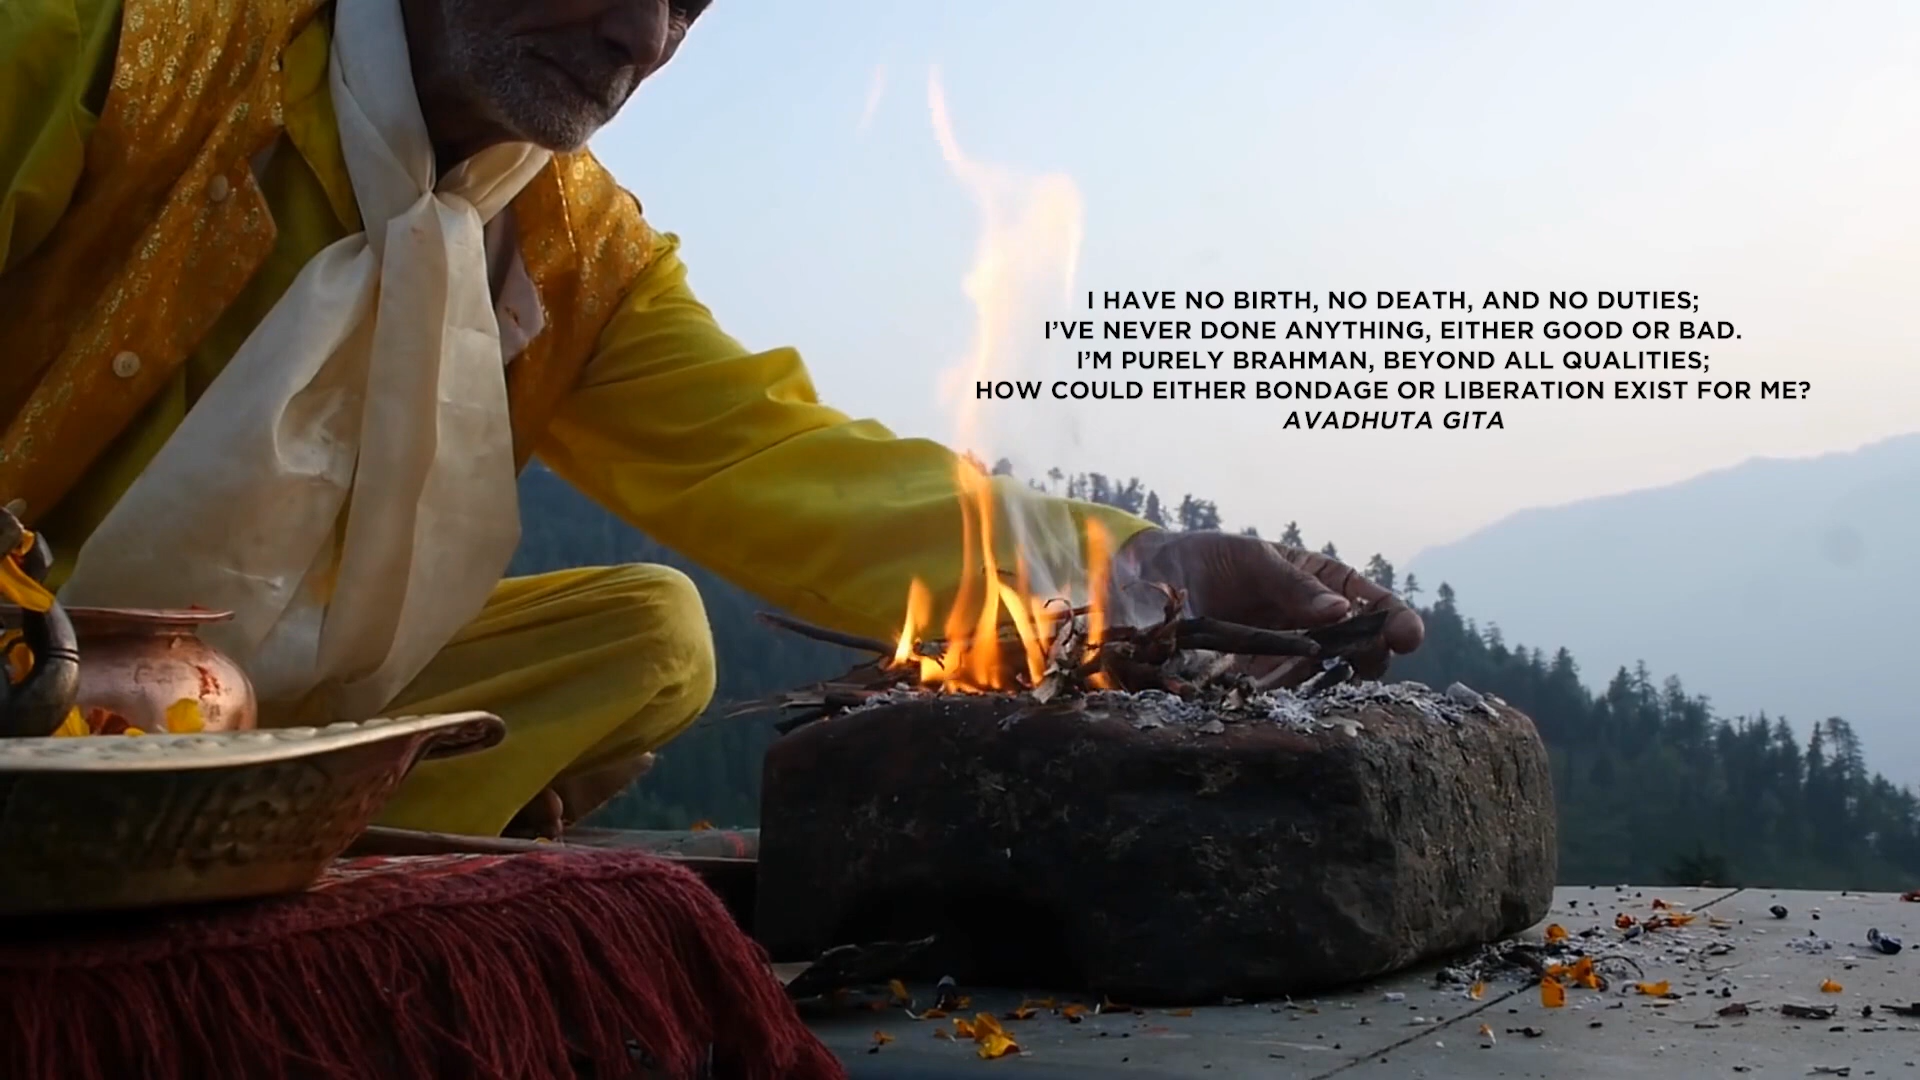 I HAVE NO BIRTH, NO DEATH, AND NO DUTIES;
I’VE NEVER DONE ANYTHING, EITHER GOOD OR BAD.
I’M PURELY BRAHMAN, BEYOND ALL QUALITIES;
HOW COULD EITHER BONDAGE OR LIBERATION EXIST FOR ME?
AVADHUTA GITA